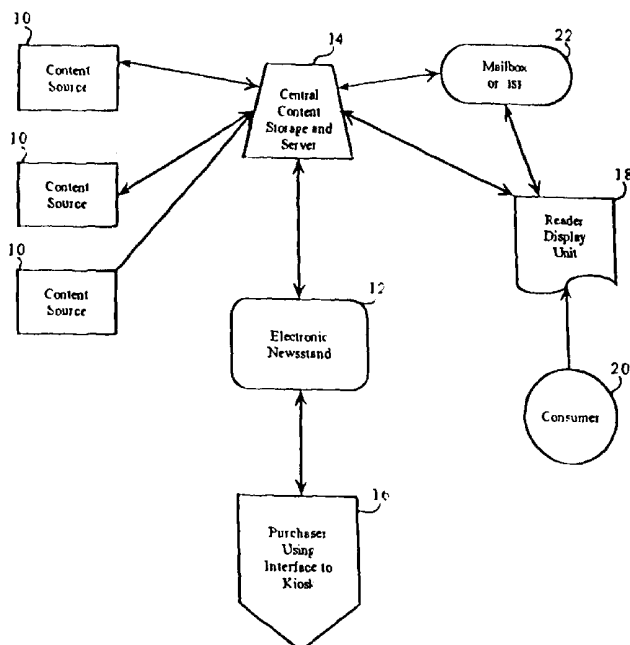 10
Content
Source
14
Central
Content
Storage and
Server
22
Mailbox
or
10
Content
Source
18
Reader
Display
Unit
10
Content
Source
12
Electronic
Newsstand
20
Consumer
16
Purchaser
Using
Interface to
Kiosk